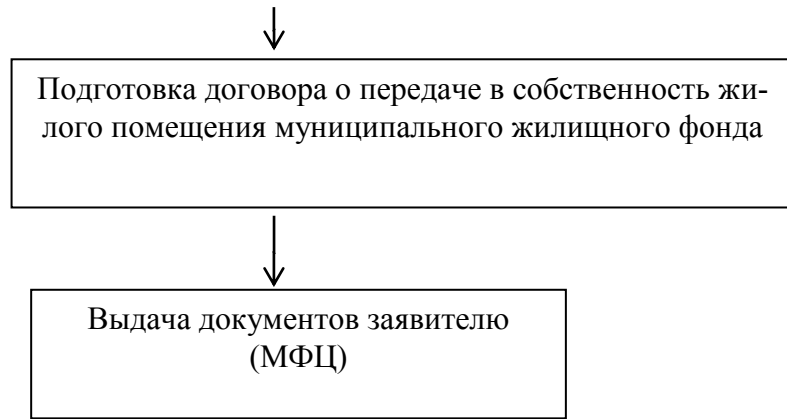 Подготовка договора о передаче в собственность жи-
лого помещения муниципального жилищного фонда
Выдача документов заявителю
(МФЦ)